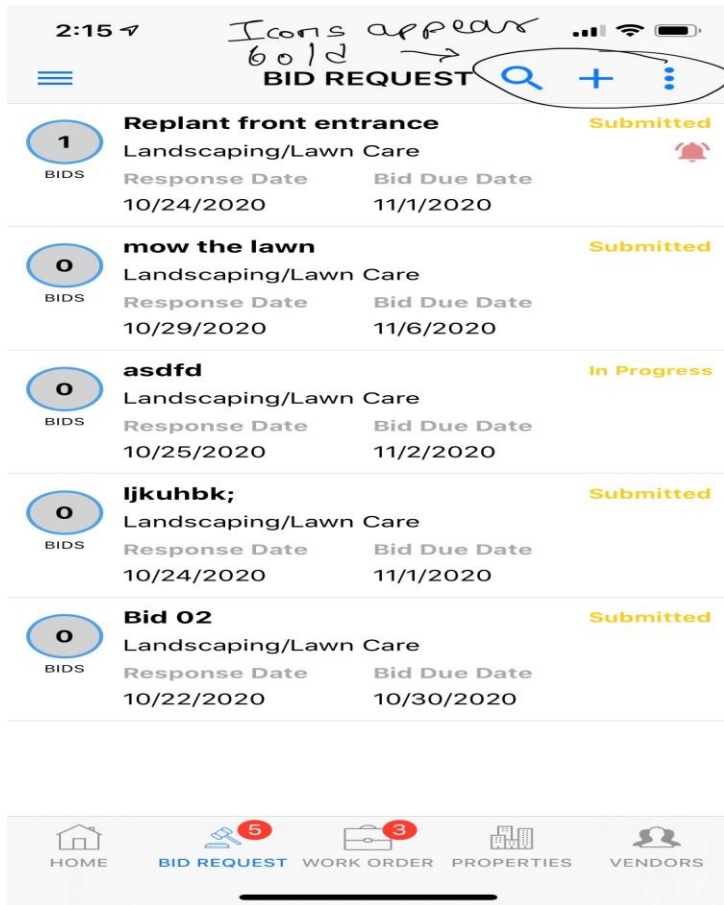 2:15 Icons appear
bold
BID REQUEST
1 Replant front entrance Submitted
BIDS Landscaping/Lawn Care
Response Date Bid Due Date
10/24/2020 11/1/2020
0 mow the lawn Submitted
BIDS Landscaping/Lawn Care
Response Date Bid Due Date
10/29/2020 11/6/2020
0 asdfd In Progress
BIDS Landscaping/Lawn Care
Response Date Bid Due Date
10/25/2020 11/2/2020
0 ljkuhbk; Submitted
BIDS Landscaping/Lawn Care
Response Date Bid Due Date
10/24/2020 11/1/2020
0 Bid 02 Submitted
BIDS Landscaping/Lawn Care
Response Date Bid Due Date
10/22/2020 10/30/2020
5 3
HOME BID REQUEST WORK ORDER PROPERTIES VENDORS